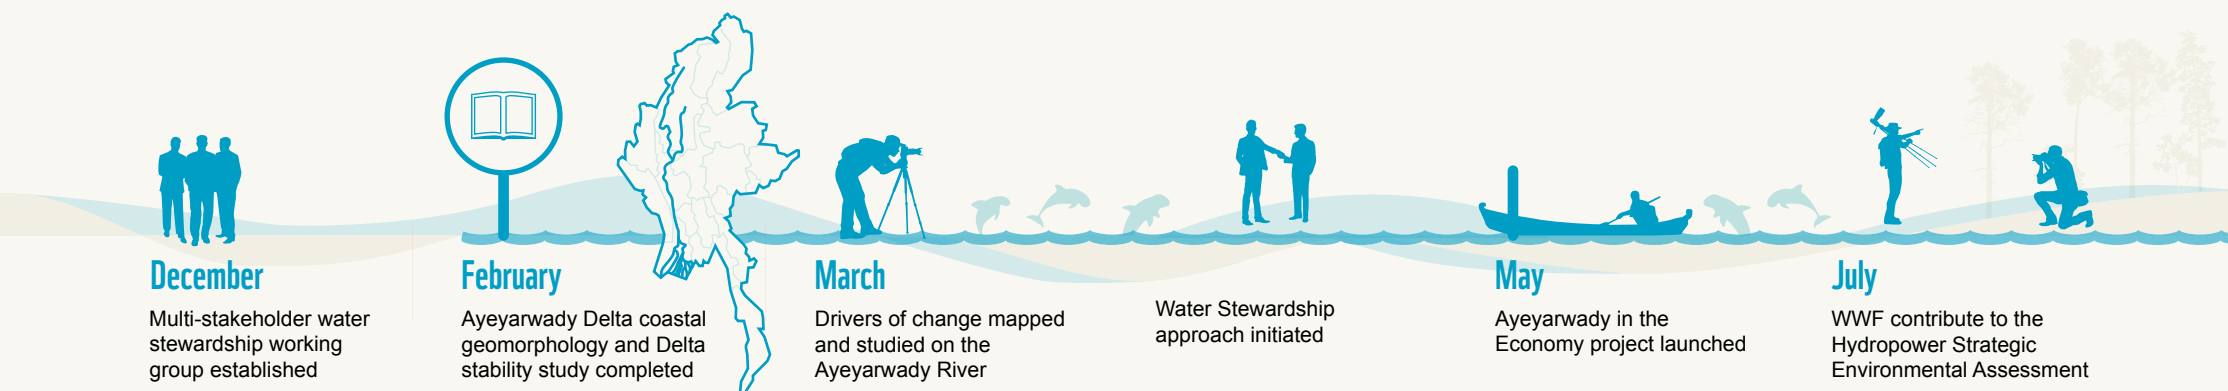 December
Multi-stakeholder water
stewardship working
group established
February
Ayeyarwady Delta coastal
geomorphology and Delta
stability study completed
March
Drivers of change mapped
and studied on the
Ayeyarwady River
Water Stewardship
approach initiated
May
Ayeyarwady in the
Economy project launched
July
WWF contribute to the
Hydropower Strategic
Environmental Assessment